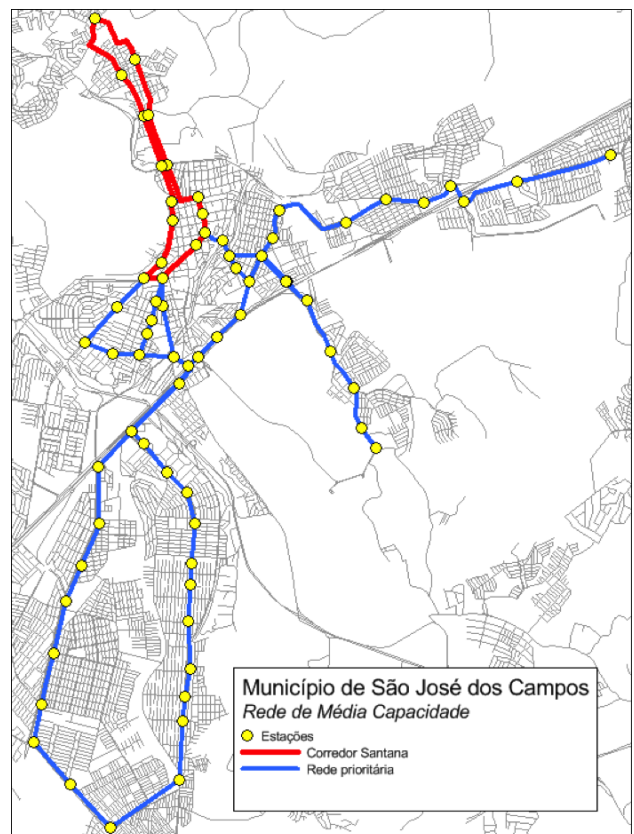 Município de São José dos Campos
Rede de Média Capacidade
Estações
Corredor Santana
Rede prioritária